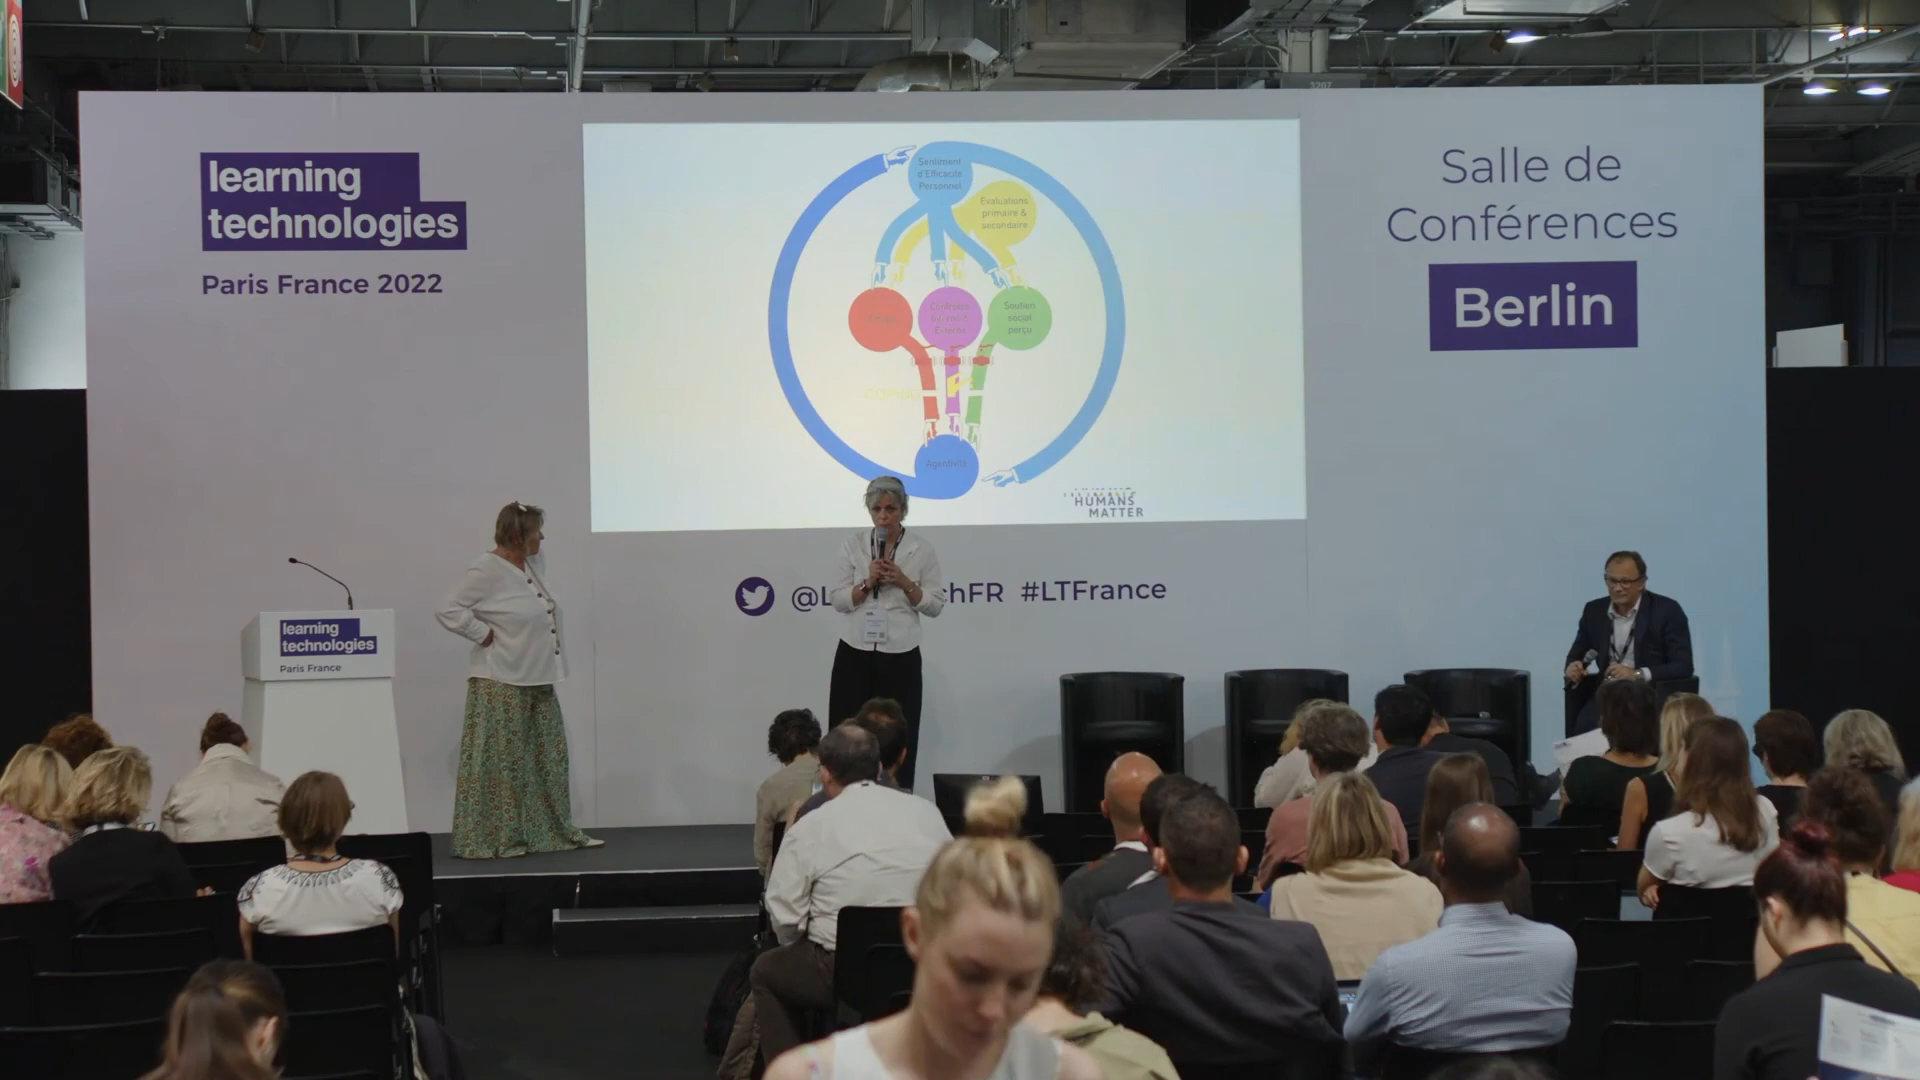 learning
technologies
Paris France 2022
Sentiment
d'Efficacité
Personnel
Evaluations
primaire &
secondaire
Soutien
social
perçu
Agentivité
HUMANS
MATTER
Salle de
Conférences
Berlin
chFR #LTFrance
learning
technologies
Paris France